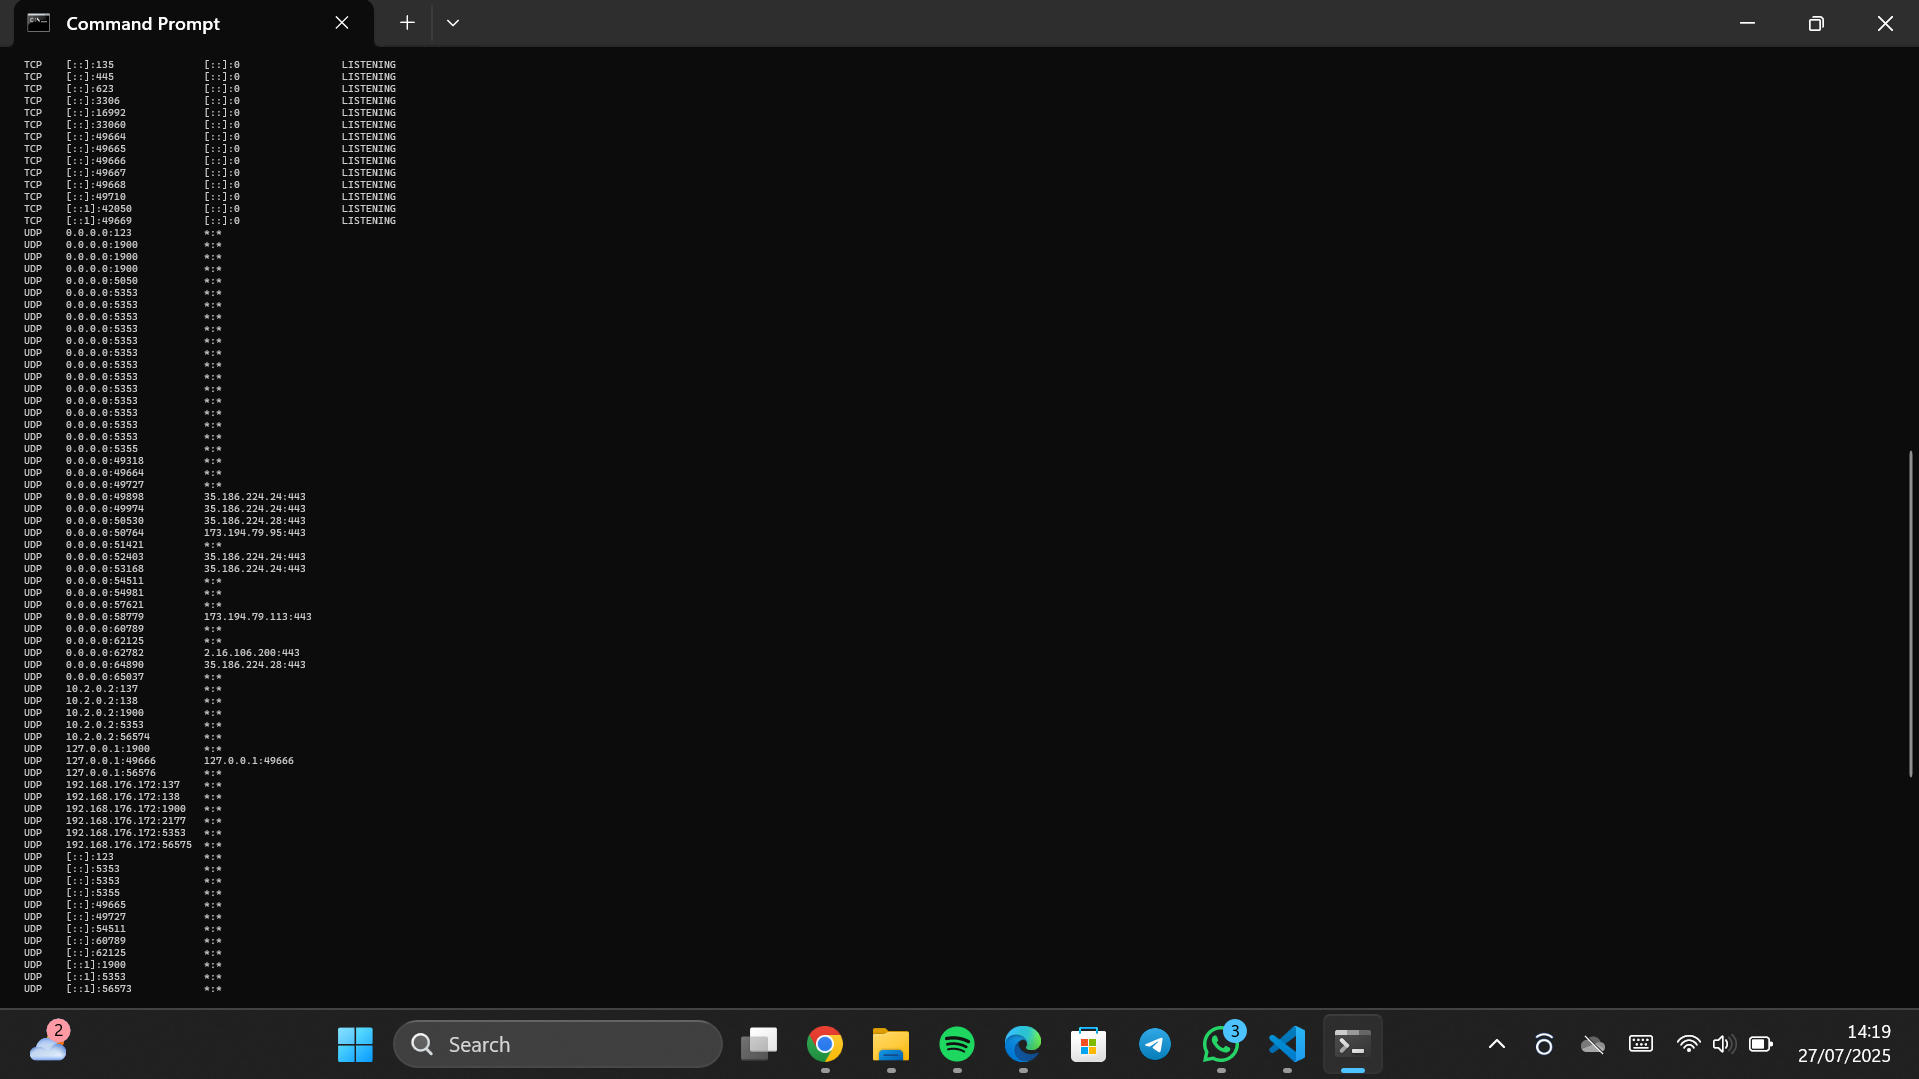 Command Prompt
TCP    [::]:135               [::]:0                 LISTENING
TCP    [::]:445               [::]:0                 LISTENING
TCP    [::]:623               [::]:0                 LISTENING
TCP    [::]:3306              [::]:0                 LISTENING
TCP    [::]:16992             [::]:0                 LISTENING
TCP    [::]:33060             [::]:0                 LISTENING
TCP    [::]:49664             [::]:0                 LISTENING
TCP    [::]:49665             [::]:0                 LISTENING
TCP    [::]:49666             [::]:0                 LISTENING
TCP    [::]:49667             [::]:0                 LISTENING
TCP    [::]:49668             [::]:0                 LISTENING
TCP    [::]:49710             [::]:0                 LISTENING
TCP    [::1]:42050            [::]:0                 LISTENING
TCP    [::1]:49669            [::]:0                 LISTENING
UDP    0.0.0.0:123            *:*
UDP    0.0.0.0:1900           *:*
UDP    0.0.0.0:1900           *:*
UDP    0.0.0.0:1900           *:*
UDP    0.0.0.0:5050           *:*
UDP    0.0.0.0:5353           *:*
UDP    0.0.0.0:5353           *:*
UDP    0.0.0.0:5353           *:*
UDP    0.0.0.0:5353           *:*
UDP    0.0.0.0:5353           *:*
UDP    0.0.0.0:5353           *:*
UDP    0.0.0.0:5353           *:*
UDP    0.0.0.0:5353           *:*
UDP    0.0.0.0:5353           *:*
UDP    0.0.0.0:5353           *:*
UDP    0.0.0.0:5353           *:*
UDP    0.0.0.0:5353           *:*
UDP    0.0.0.0:5353           *:*
UDP    0.0.0.0:5355           *:*
UDP    0.0.0.0:49318          *:*
UDP    0.0.0.0:49664          *:*
UDP    0.0.0.0:49727          *:*
UDP    0.0.0.0:49898          35.186.224.24:443
UDP    0.0.0.0:49974          35.186.224.24:443
UDP    0.0.0.0:50530          35.186.224.28:443
UDP    0.0.0.0:50764          173.194.79.95:443
UDP    0.0.0.0:51421          *:*
UDP    0.0.0.0:52403          35.186.224.24:443
UDP    0.0.0.0:53168          35.186.224.24:443
UDP    0.0.0.0:54511          *:*
UDP    0.0.0.0:54981          *:*
UDP    0.0.0.0:57621          *:*
UDP    0.0.0.0:58779          173.194.79.113:443
UDP    0.0.0.0:60789          *:*
UDP    0.0.0.0:62125          *:*
UDP    0.0.0.0:62782          2.16.106.200:443
UDP    0.0.0.0:64890          35.186.224.28:443
UDP    0.0.0.0:65037          *:*
UDP    10.2.0.2:137           *:*
UDP    10.2.0.2:138           *:*
UDP    10.2.0.2:1900          *:*
UDP    10.2.0.2:5353          *:*
UDP    10.2.0.2:56574         *:*
UDP    127.0.0.1:1900         *:*
UDP    127.0.0.1:49666        127.0.0.1:49666
UDP    127.0.0.1:56576        *:*
UDP    192.168.176.172:137    *:*
UDP    192.168.176.172:138    *:*
UDP    192.168.176.172:1900   *:*
UDP    192.168.176.172:2177   *:*
UDP    192.168.176.172:5353   *:*
UDP    192.168.176.172:56575  *:*
UDP    [::]:123               *:*
UDP    [::]:5353              *:*
UDP    [::]:5353              *:*
UDP    [::]:5355              *:*
UDP    [::]:49665             *:*
UDP    [::]:49727             *:*
UDP    [::]:54511             *:*
UDP    [::]:60789             *:*
UDP    [::]:62125             *:*
UDP    [::1]:1900             *:*
UDP    [::1]:5353             *:*
UDP    [::1]:56573            *:*
2
Search
3
14:19
27/07/2025